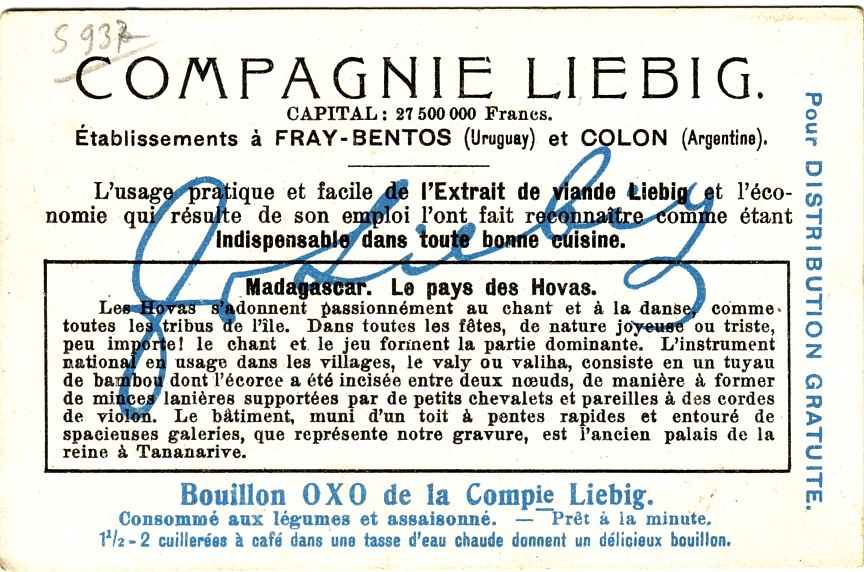 S 937
COMPAGNIE LIEBIG.
CAPITAL: 27 500 000 Francs.
Établissements à FRAY-BENTOS (Uruguay) et COLON (Argentine).
L'usage pratique et facile de l'Extrait de viande Liebig et l'éco-
nomie qui résulte de son emploi l'ont fait reconnaître comme étant
Indispensable dans toute bonne cuisine.
J v Liebig
Madagascar. Le pays des Hovas.
Les Hovas s'adonnent passionnément au chant et à la danse, comme
toutes les tribus de l'île. Dans toutes les fêtes, de nature joyeuse ou triste,
peu importe! le chant et le jeu forment la partie dominante. L'instrument
national en usage dans les villages, le valy ou valiha, consiste en un tuyau
de bambou dont l'écorce a été incisée entre deux nœuds, de manière à former
de minces lanières supportées par de petits chevalets et pareilles à des cordes
de violon. Le bâtiment, muni d'un toit à pentes rapides et entouré de
spacieuses galeries, que représente notre gravure, est l'ancien palais de la
reine à Tananarive.
Bouillon OXO de la Compie Liebig.
Consommé aux légumes et assaisonné. — Prêt à la minute.
1½ - 2 cuillerées à café dans une tasse d'eau chaude donnent un délicieux bouillon.
Pour DISTRIBUTION GRATUITE.